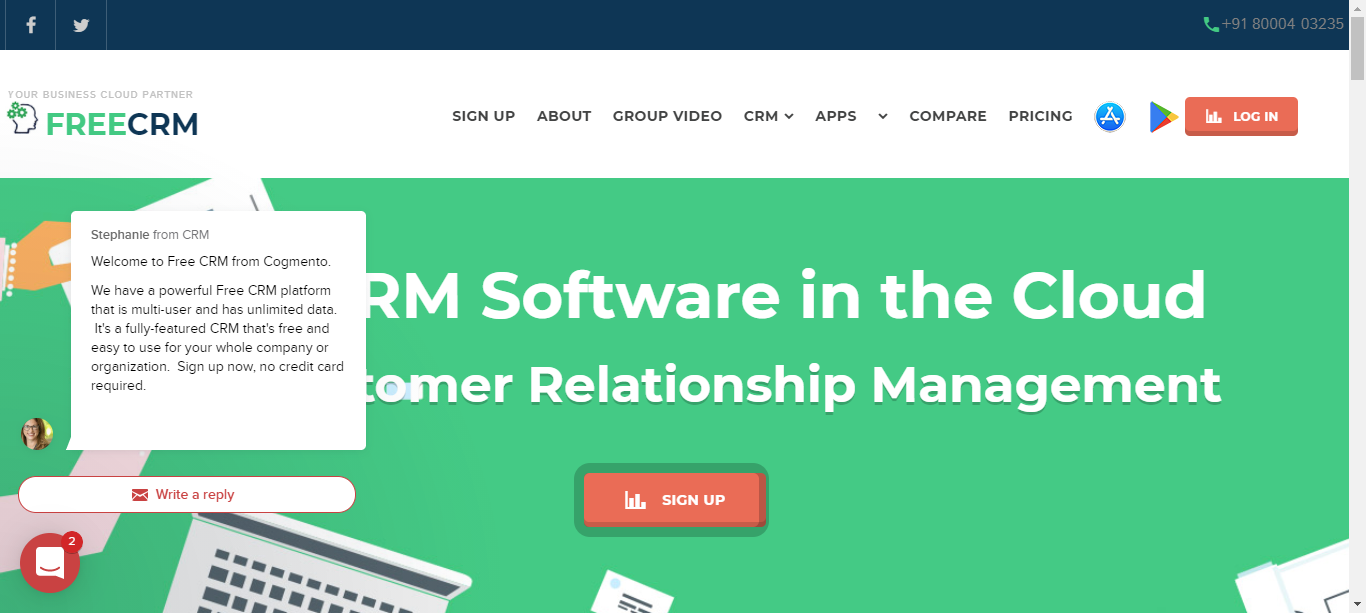 +91 80004 03235
YOUR BUSINESS CLOUD PARTNER
FREECRM
SIGN UP ABOUT GROUP VIDEO CRM APPS COMPARE PRICING LOG IN
Stephanie from CRM
Welcome to Free CRM from Cogmento.
We have a powerful Free CRM platform
that is multi-user and has unlimited data.
It's a fully-featured CRM that's free and
easy to use for your whole company or
organization. Sign up now, no credit card
required.
RM Software in the Cloud
tomer Relationship Management
Write a reply
SIGN UP
2